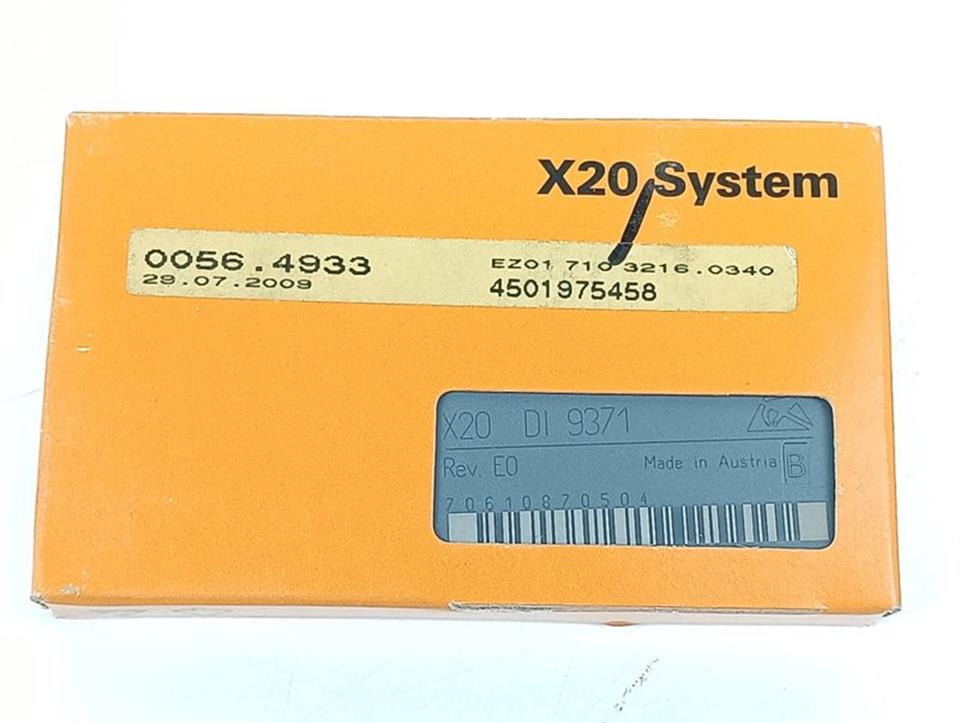 X20 System
0056.4933
29.07.2009
EZ01 710 3216.0340
4501975458
X20 DI 9371
Rev. E0
Made in Austria B
70610870504